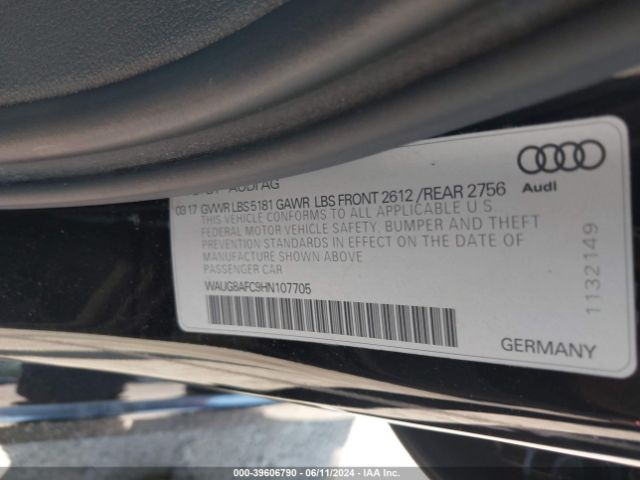 AUDI AG
03 17 GVWR LBS 5181 GAWR LBS FRONT 2612 / REAR 2756
THIS VEHICLE CONFORMS TO ALL APPLICABLE U.S.
FEDERAL MOTOR VEHICLE SAFETY, BUMPER AND THEFT
PREVENTION STANDARDS IN EFFECT ON THE DATE OF
MANUFACTURE SHOWN ABOVE
PASSENGER CAR
WAUG8AFC9HN107705
Audi
1132149
GERMANY
000-39606790 - 06/11/2024 - IAA Inc.